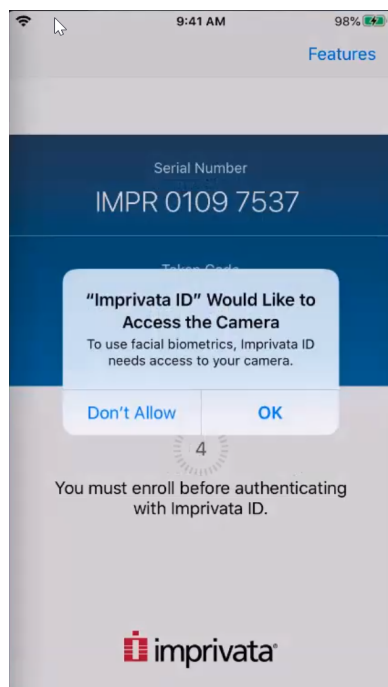 9:41 AM
98%
Features
Serial Number
IMPR 0109 7537
Token Code
"Imprivata ID" Would Like to
Access the Camera
To use facial biometrics, Imprivata ID
needs access to your camera.
Don't Allow
OK
4
You must enroll before authenticating
with Imprivata ID.
imprivata®